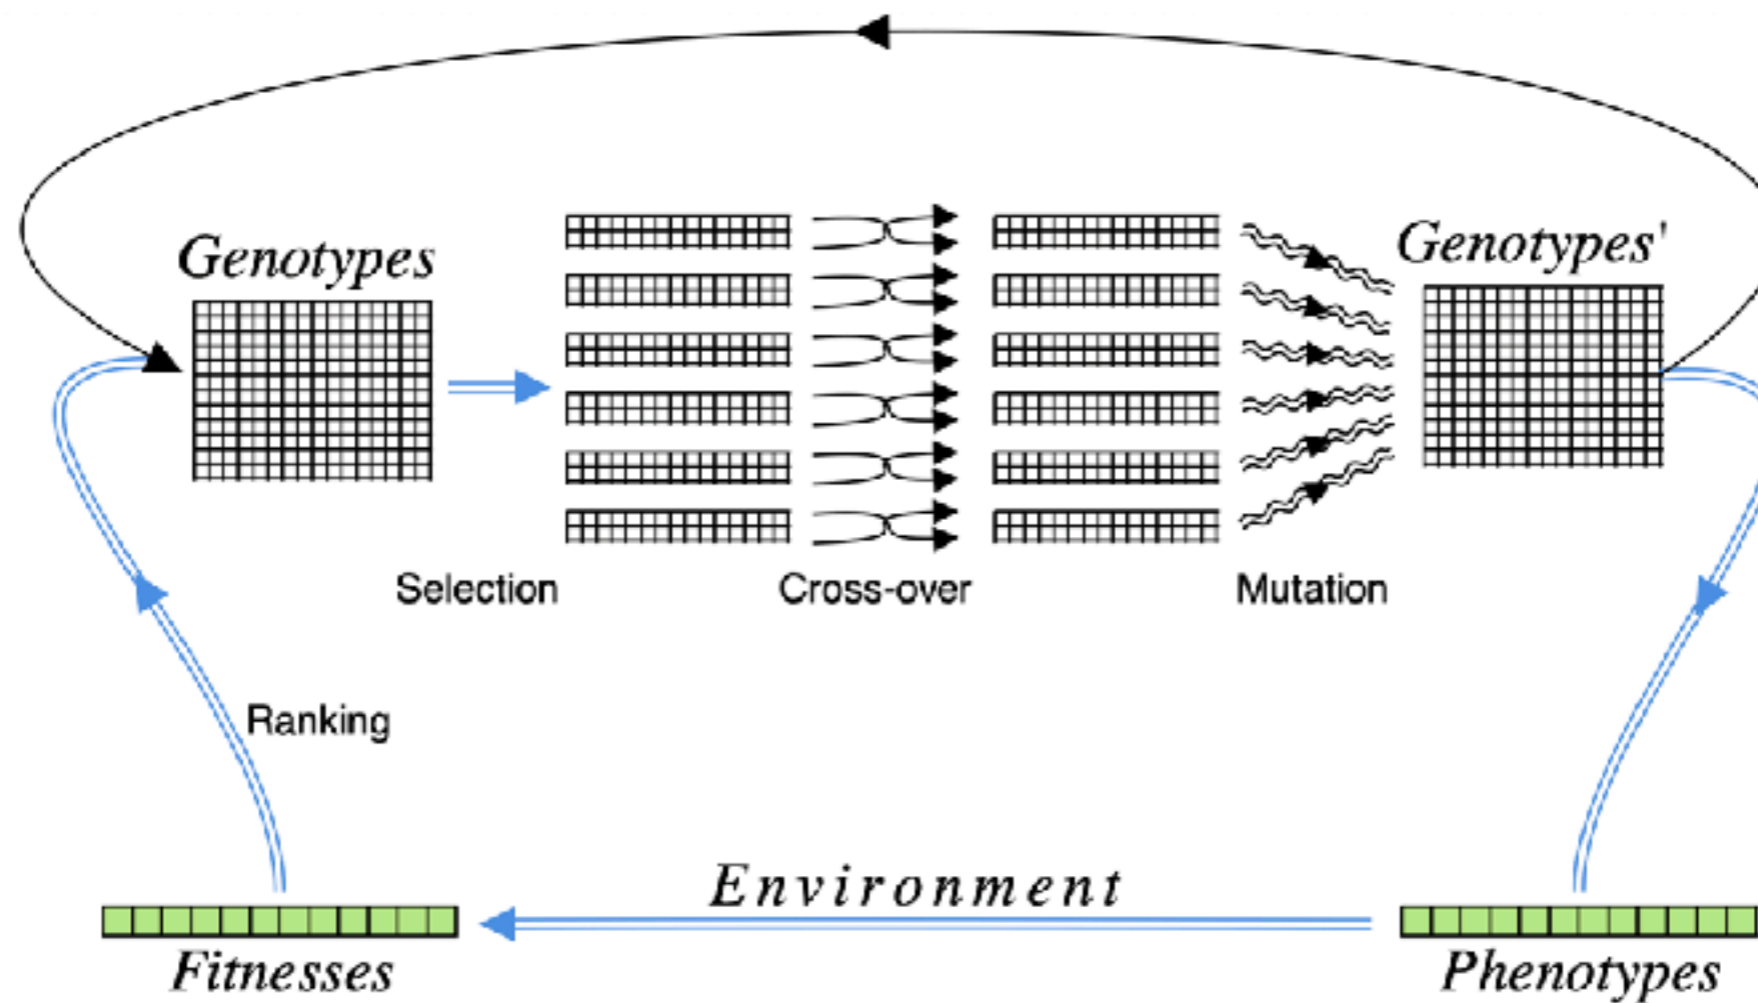 Genotypes
Genotypes'
Selection
Cross-over
Mutation
Ranking
Environment
Fitnesses
Phenotypes